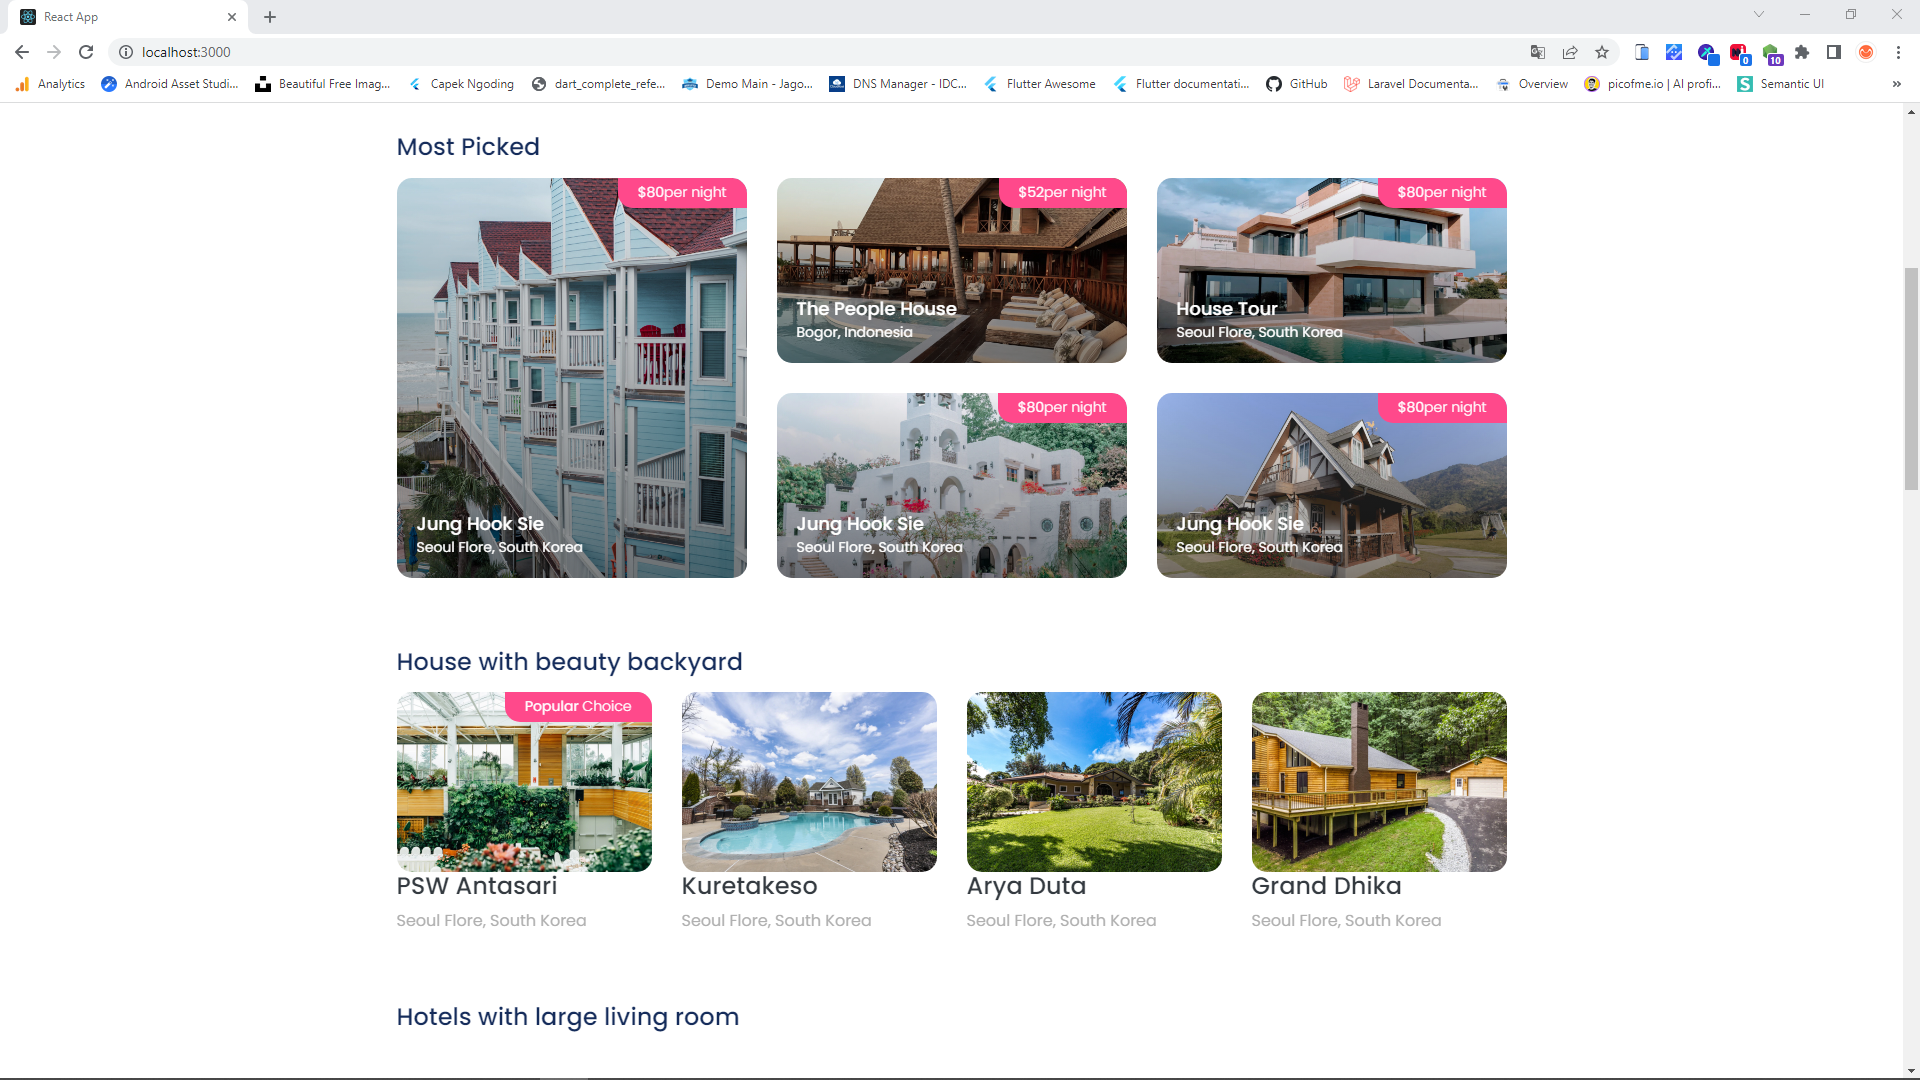 React App
localhost:3000
Analytics
Android Asset Studi...
Beautiful Free Imag...
Capek Ngoding
dart_complete_refe...
Demo Main - Jago...
DNS Manager - IDC...
Flutter Awesome
Flutter documentati...
GitHub
Laravel Documenta...
Overview
picofme.io | AI profi...
Semantic UI
0
10
Most Picked
$80per night
Jung Hook Sie
Seoul Flore, South Korea
$52per night
The People House
Bogor, Indonesia
$80per night
House Tour
Seoul Flore, South Korea
$80per night
Jung Hook Sie
Seoul Flore, South Korea
$80per night
Jung Hook Sie
Seoul Flore, South Korea
House with beauty backyard
Popular Choice
PSW Antasari
Seoul Flore, South Korea
Kuretakeso
Seoul Flore, South Korea
Arya Duta
Seoul Flore, South Korea
Grand Dhika
Seoul Flore, South Korea
Hotels with large living room